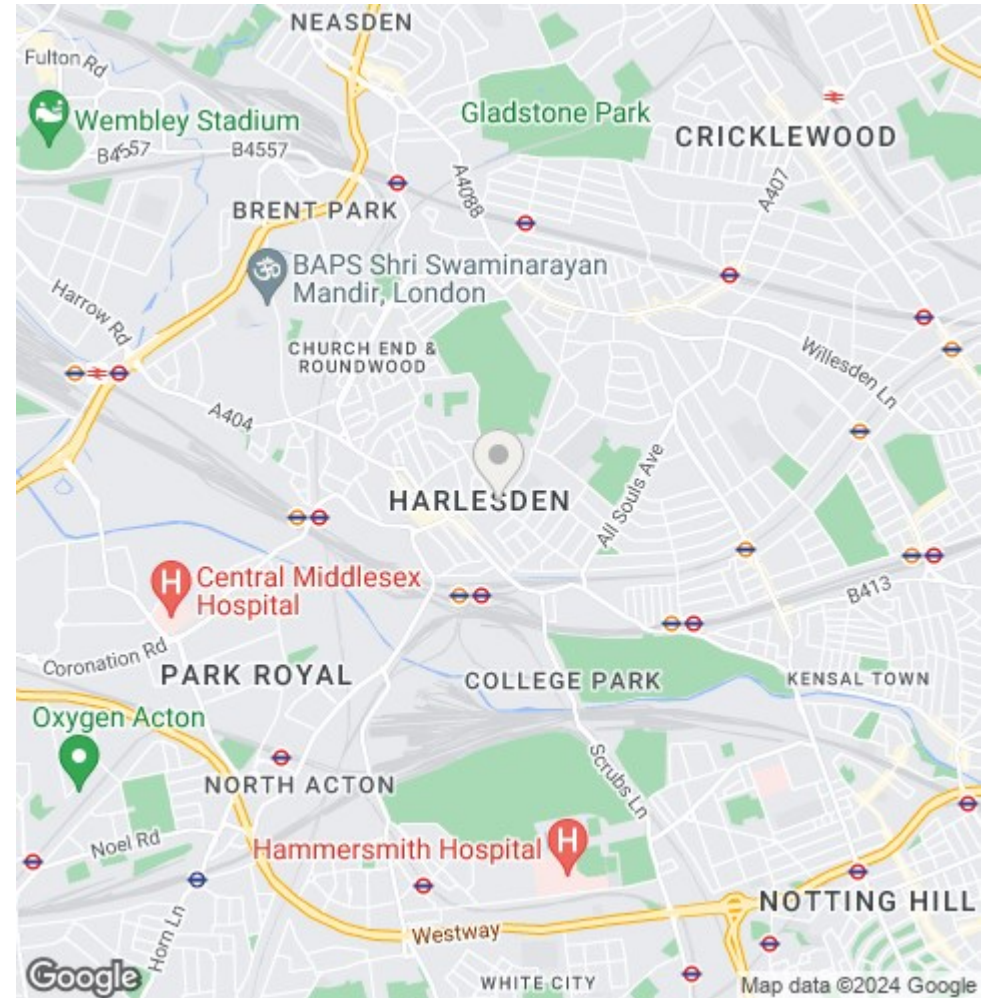 NEASDEN
Fulton Rd
Gladstone Park
Wembley Stadium
CRICKLEWOOD
B4557
B4557
A4088
A407
BRENT PARK
BAPS Shri Swaminarayan
Mandir, London
Harrow Rd
CHURCH END &
ROUNDWOOD
Willesden Ln
A404
All Souls Ave
HARLESDEN
H
Central Middlesex
Hospital
B413
Coronation Rd
PARK ROYAL
COLLEGE PARK
KENSAL TOWN
Oxygen Acton
Scrubs Ln
NORTH ACTON
Noel Rd
Hammersmith Hospital
H
Horn Ln
NOTTING HILL
Westway
WHITE CITY
Google
Map data ©2024 Google